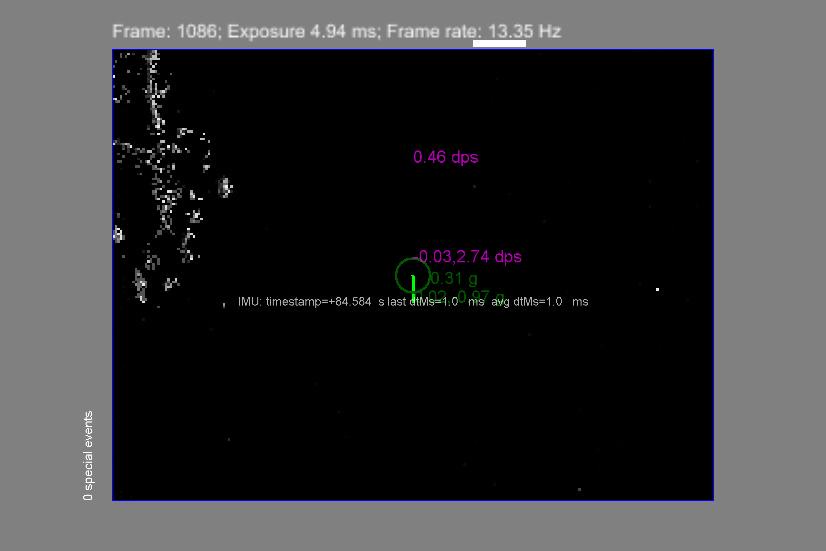 Frame: 1086; Exposure 4.94 ms; Frame rate: 13.35 Hz
0.46 dps
-0.03,2.74 dps
0.31 g
IMU: timestamp=+84.584 s last dtMs=1.0 ms avg dtMs=1.0 ms
0 special events